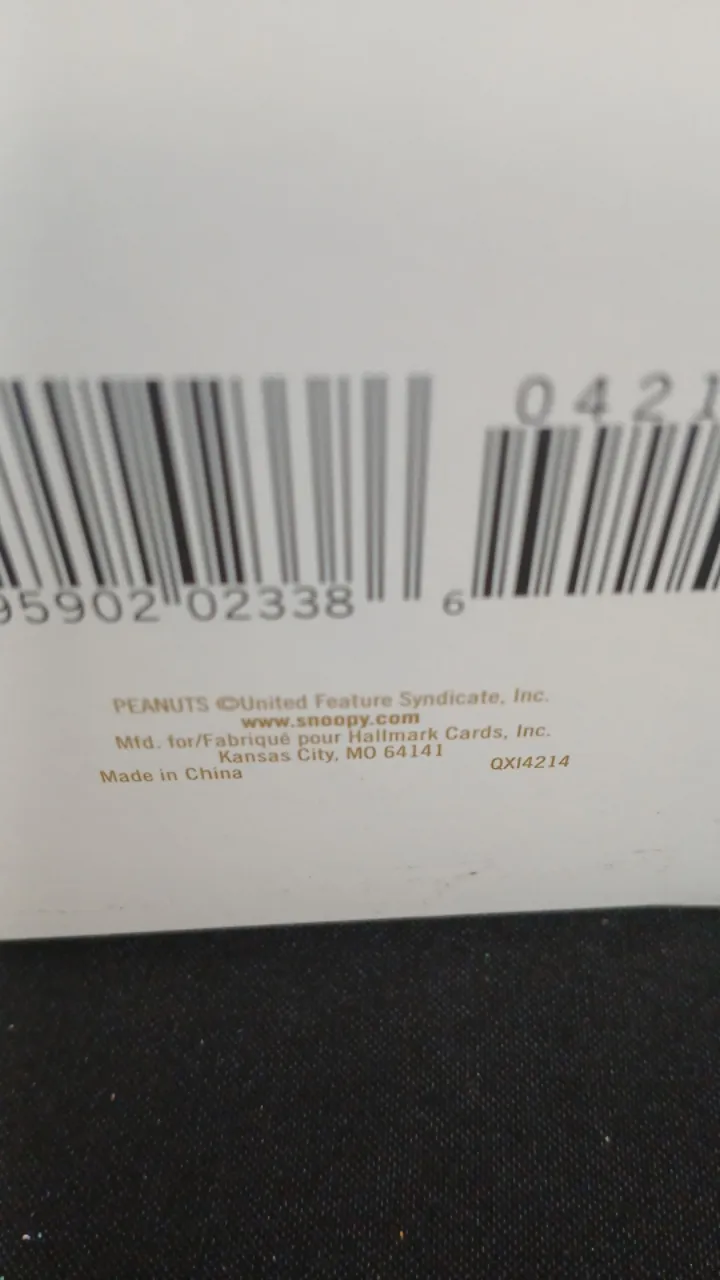 0421
95902 02338 6
PEANUTS ©United Feature Syndicate, Inc.
www.snoopy.com
Mfd. for/Fabriqué pour Hallmark Cards, Inc.
Kansas City, MO 64141
Made in China
QXI4214